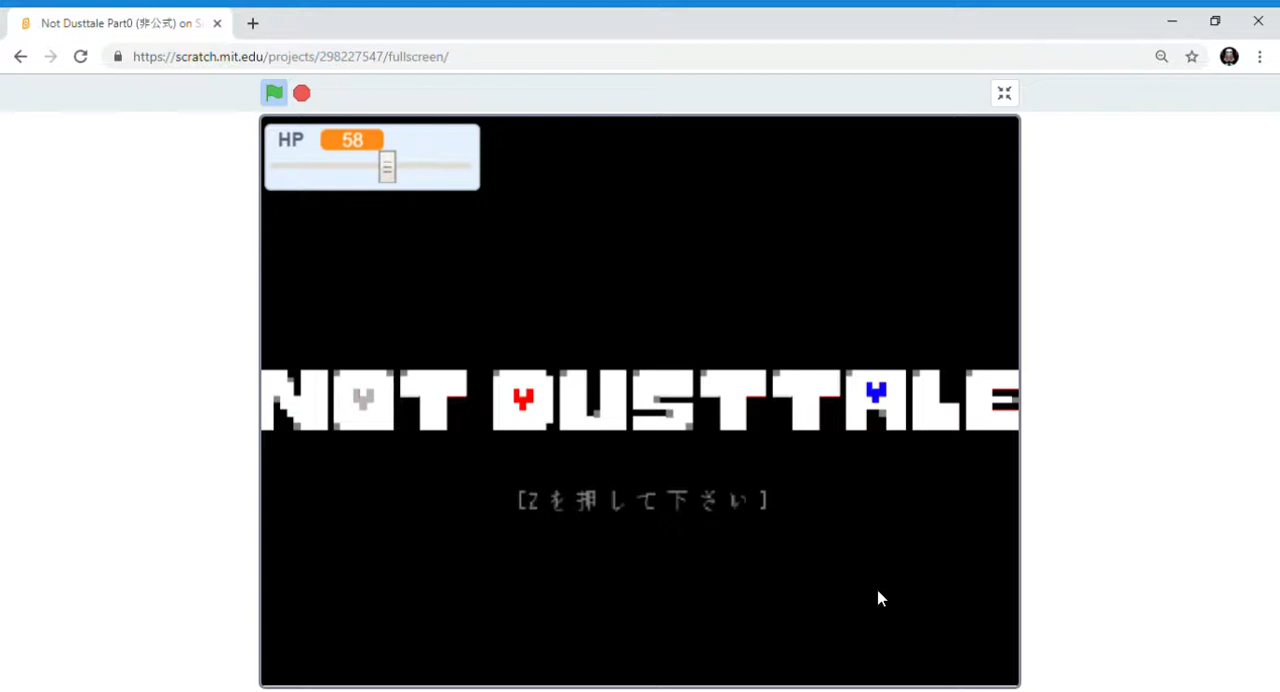 Not Dusttale Part0 (非公式) on S
https://scratch.mit.edu/projects/298227547/fullscreen/
HP 58
NOT DUSTTALE
[Zを押して下さい]